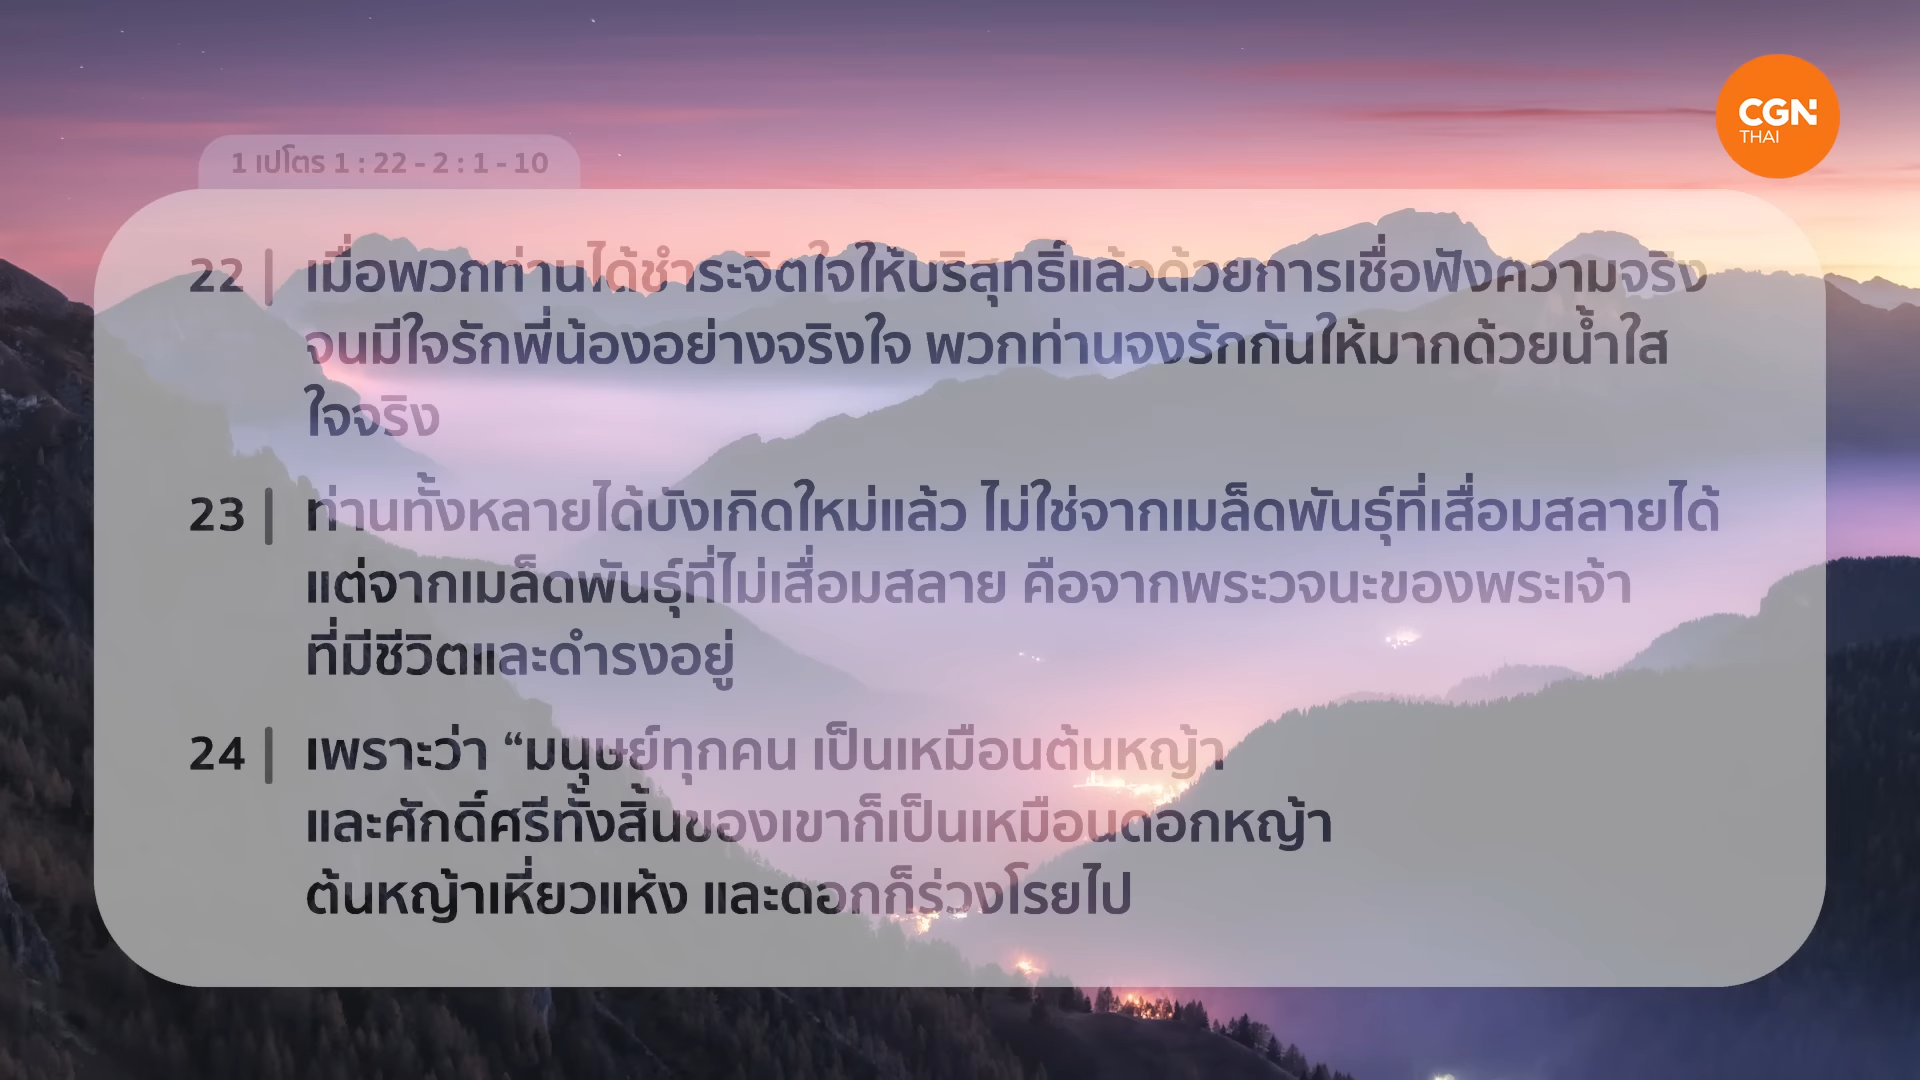 CGN
THAI
1 เปโตร 1 : 22 - 2 : 1 - 10
22 | เมื่อพวกท่านได้ชำระจิตใจให้บริสุทธิ์แล้วด้วยการเชื่อฟังความจริง
จนมีใจรักพี่น้องอย่างจริงใจ พวกท่านจงรักกันให้มากด้วยน้ำใส
ใจจริง
23 | ท่านทั้งหลายได้บังเกิดใหม่แล้ว ไม่ใช่จากเมล็ดพันธุ์ที่เสื่อมสลายได้
แต่จากเมล็ดพันธุ์ที่ไม่เสื่อมสลาย คือจากพระวจนะของพระเจ้า
ที่มีชีวิตและดำรงอยู่
24 | เพราะว่า “มนุษย์ทุกคน เป็นเหมือนต้นหญ้า
และศักดิ์ศรีทั้งสิ้นของเขาก็เป็นเหมือนดอกหญ้า
ต้นหญ้าเหี่ยวแห้ง และดอกก็ร่วงโรยไป